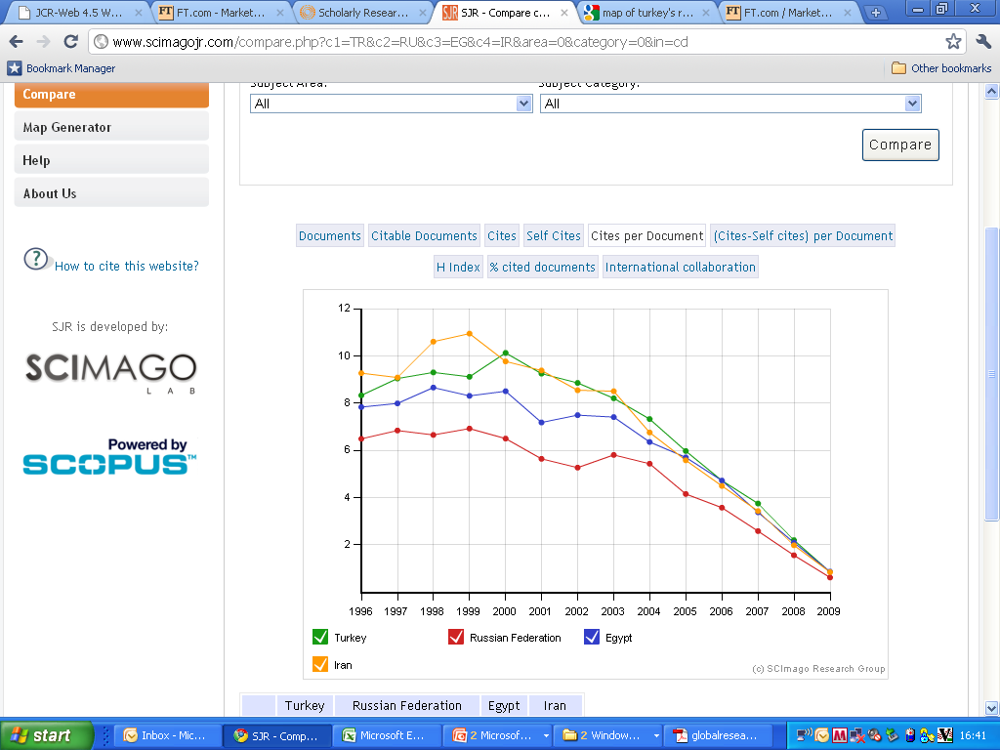 JCR-Web 4.5 W...
FT.com - Market...
Scholarly Resear...
SJR - Compare c...
map of turkey's r...
FT.com / Market...
www.scimagojr.com/compare.php?c1=TR&c2=RU&c3=EG&c4=IR&area=0&category=0&in=cd
Bookmark Manager
Other bookmarks
Compare
Map Generator
Help
About Us
How to cite this website?
SJR is developed by:
SCIMAGO
LAB
Powered by
SCOPUS™
Subject Area:
Subject Category:
All
All
Compare
Documents
Citable Documents
Cites
Self Cites
Cites per Document
(Cites-Self cites) per Document
H Index
% cited documents
International collaboration
12
10
8
6
4
2
1996 1997 1998 1999 2000 2001 2002 2003 2004 2005 2006 2007 2008 2009
Turkey
Russian Federation
Egypt
Iran
(c) SCImago Research Group
Turkey Russian Federation Egypt Iran
start
Inbox - Mic...
SJR - Comp...
Microsoft E...
2 Microsof...
2 Window...
globalresea...
16:41